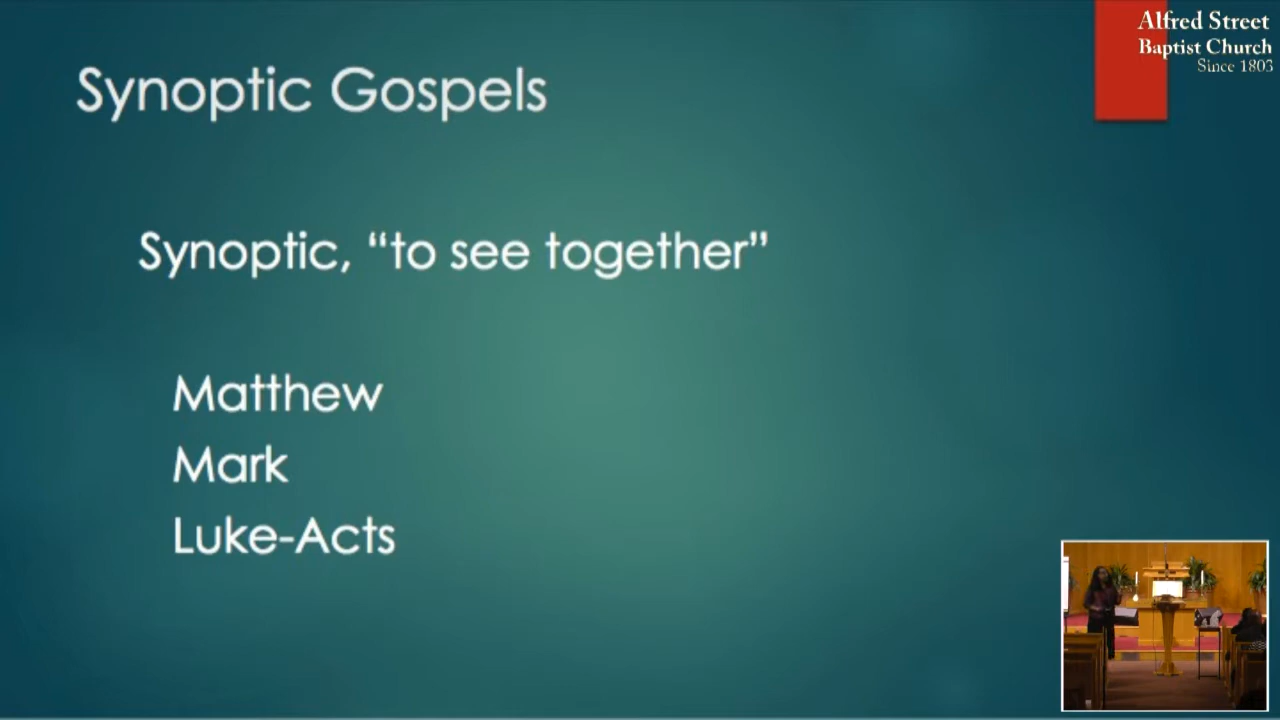 Alfred Street
Baptist Church
Since 1803
Synoptic Gospels
Synoptic, “to see together”
Matthew
Mark
Luke-Acts